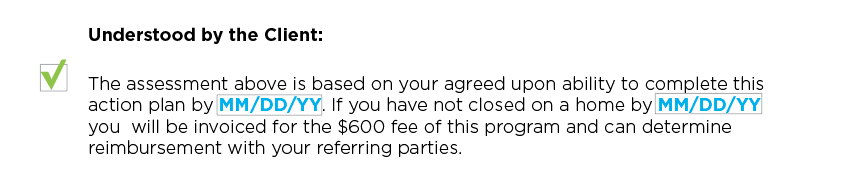 Understood by the Client:
The assessment above is based on your agreed upon ability to complete this
action plan by MM/DD/YY. If you have not closed on a home by MM/DD/YY
you  will be invoiced for the $600 fee of this program and can determine
reimbursement with your referring parties.